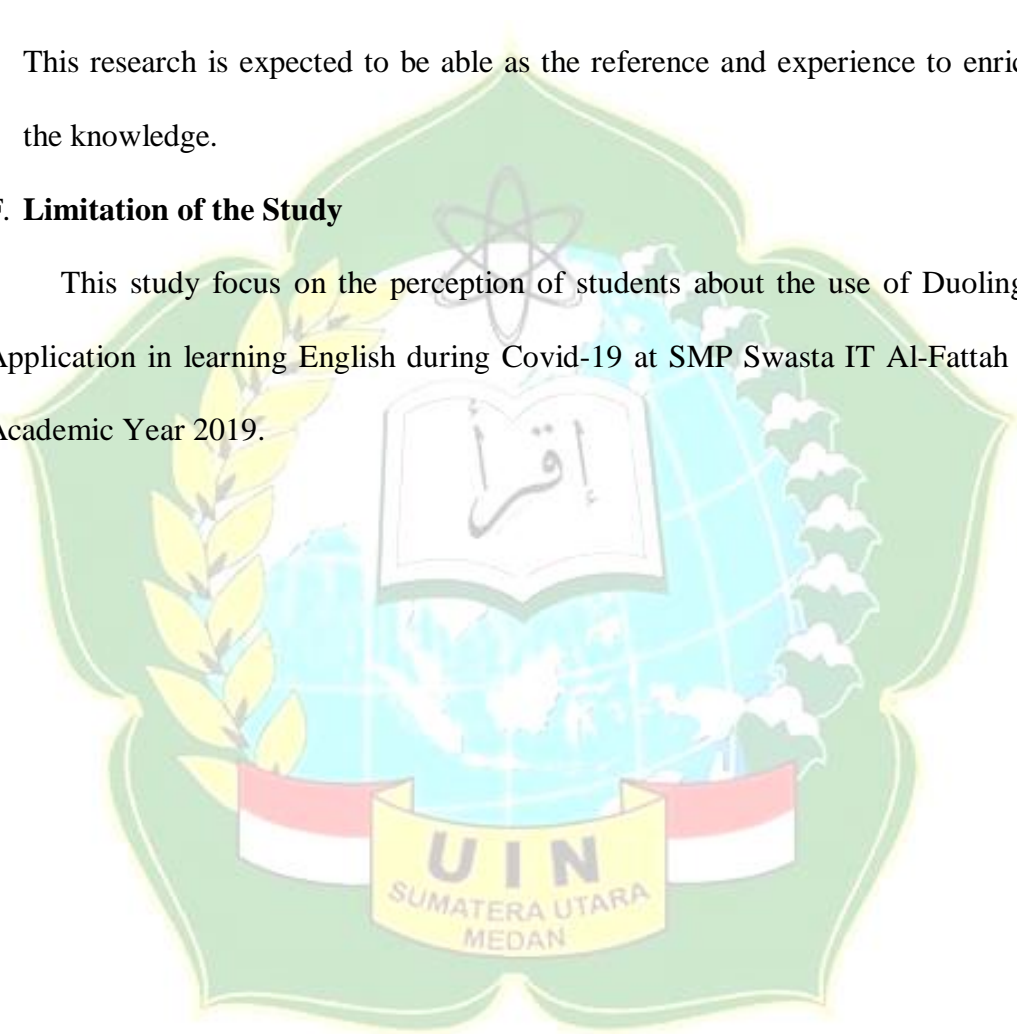 This research is expected to be able as the reference and experience to enric
the knowledge.
F. Limitation of the Study
This study focus on the perception of students about the use of Duoling
Application in learning English during Covid-19 at SMP Swasta IT Al-Fattah
Academic Year 2019.
إقرأ
UIN
SUMATERA UTARA
MEDAN